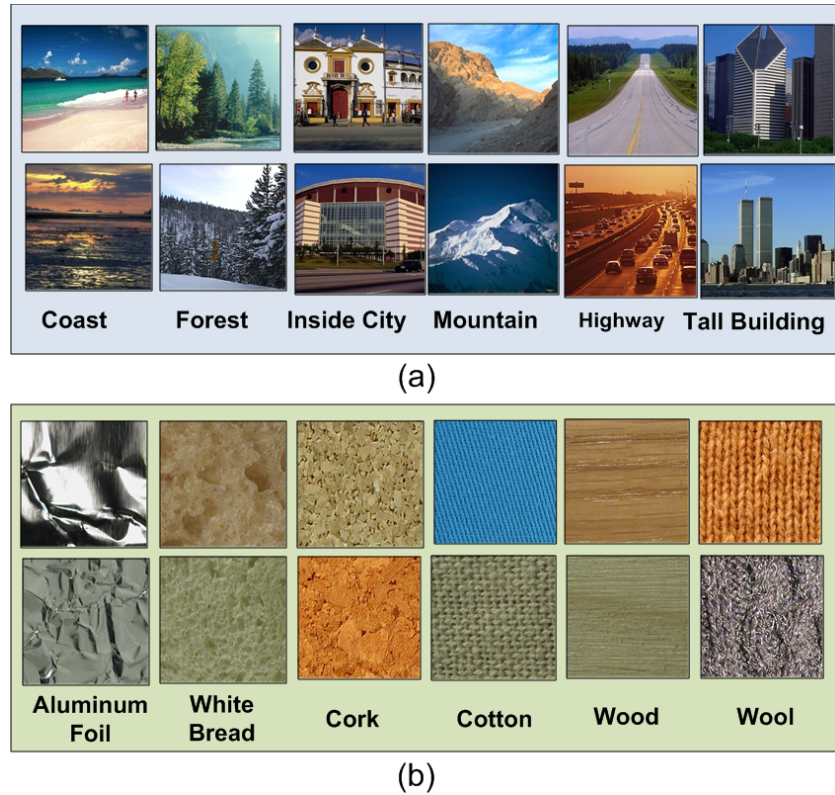 Coast Forest Inside City Mountain Highway Tall Building
(a)
Aluminum Foil White Bread Cork Cotton Wood Wool
(b)